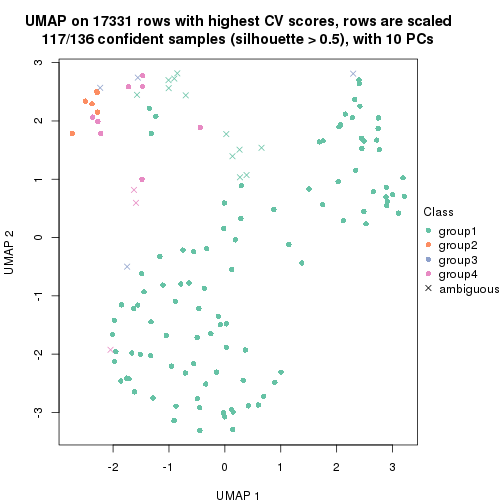 UMAP on 17331 rows with highest CV scores, rows are scaled
117/136 confident samples (silhouette > 0.5), with 10 PCs
3
2
1
0
-1
-2
-3
UMAP 2
-2
-1
0
1
2
3
UMAP 1
Class
group1
group2
group3
group4
ambiguous